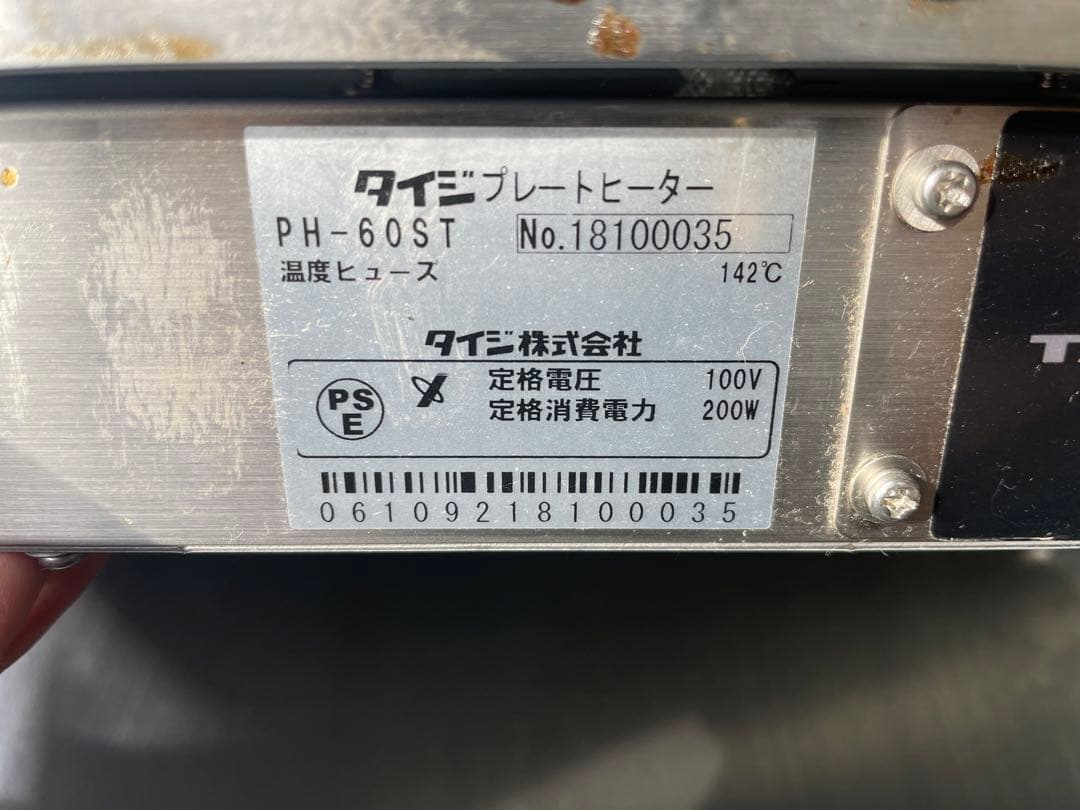 タイジプレートヒーター
PH-60ST No.18100035
温度ヒューズ 142℃
タイジ株式会社
PS
E
定格電圧 100V
定格消費電力 200W
0610921810​0035
T